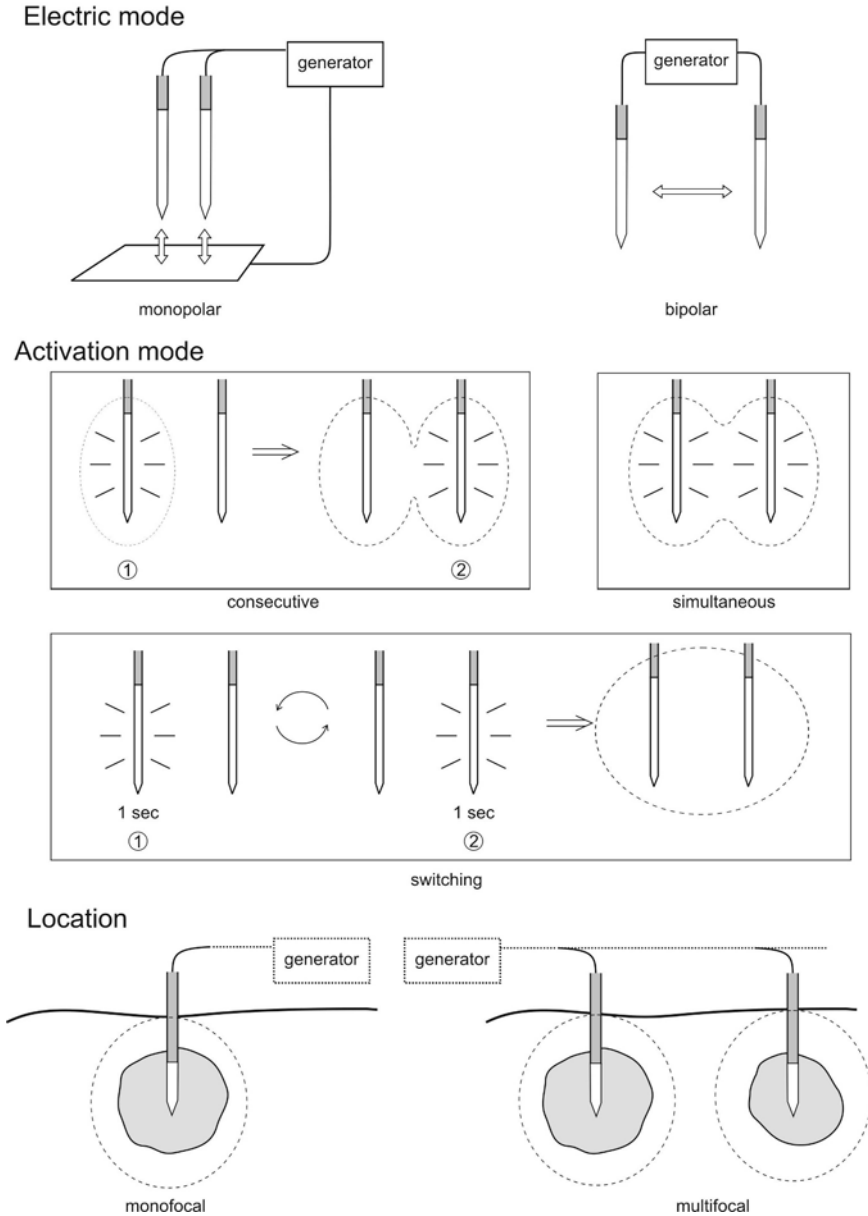 Electric mode
generator
generator
monopolar
bipolar
Activation mode
① ②
consecutive
simultaneous
1 sec 1 sec
① ②
switching
Location
generator generator
monofocal
multifocal